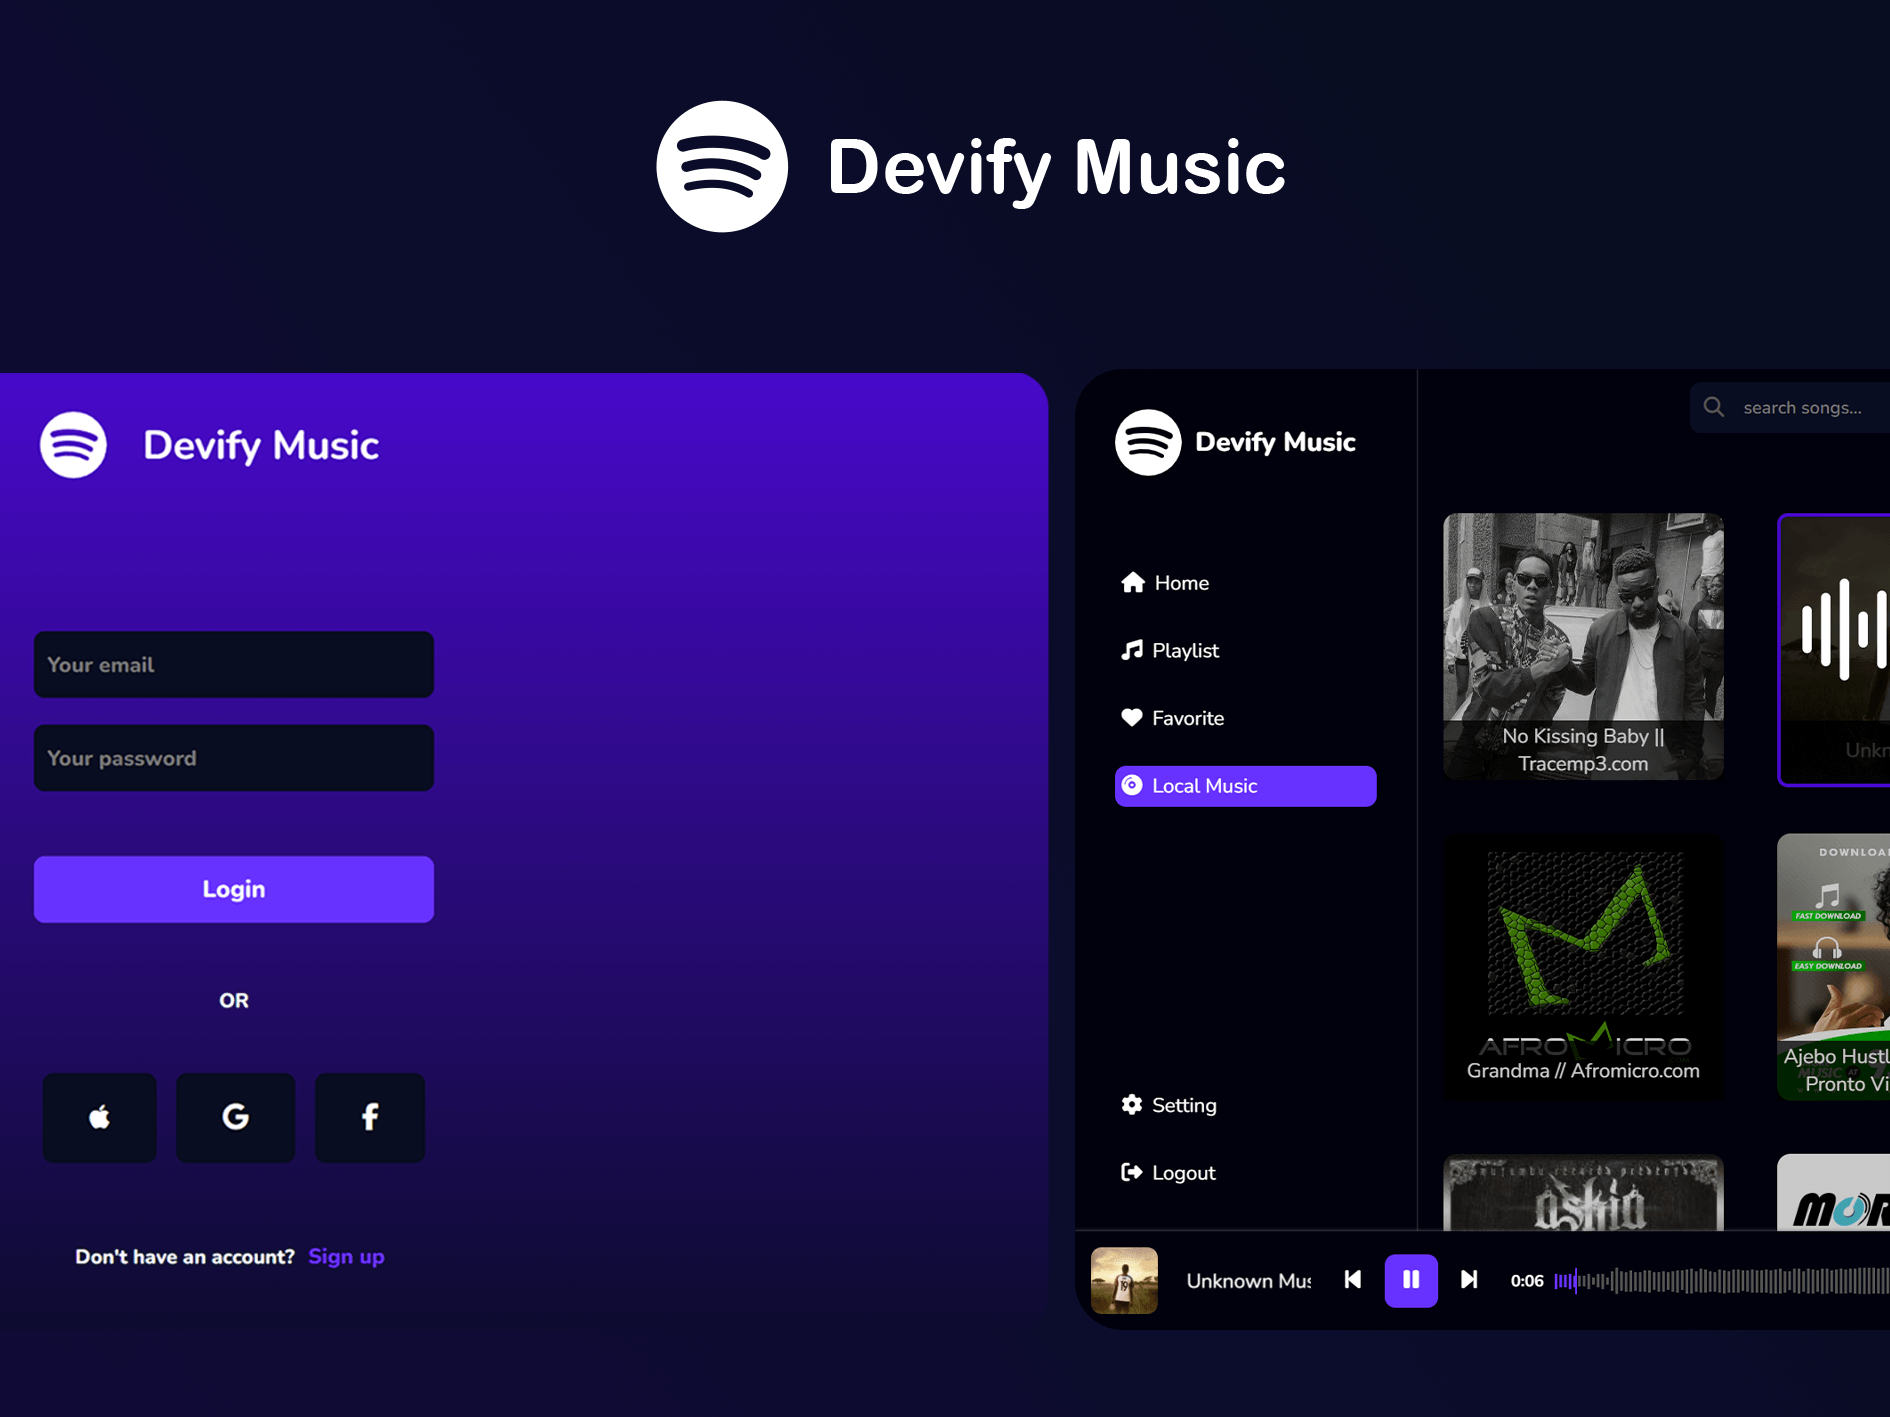 Devify Music
Devify Music
Your email
Your password
Login
OR
Don't have an account? Sign up
Devify Music
search songs...
Home
Playlist
Favorite
Local Music
Setting
Logout
No Kissing Baby ||
Tracemp3.com
Unkn
AFROMICRO
Grandma // Afromicro.com
DOWNLOA
FAST DOWNLOAD
EASY DOWNLOAD
Ajebo Hustl
Pronto Vi
askia
MOR
Unknown Mus
0:06
19